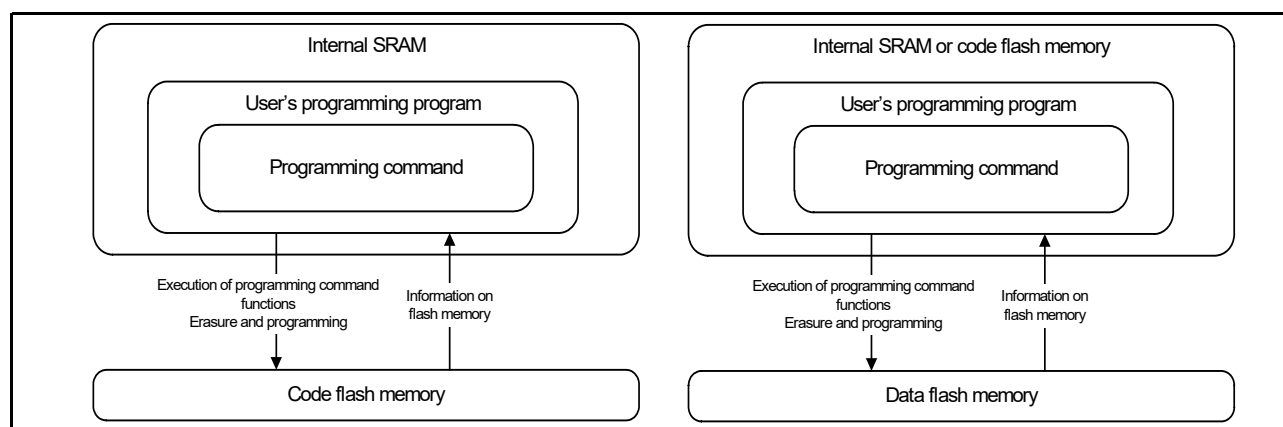 Internal SRAM
User's programming program
Programming command
Execution of programming command
functions
Erasure and programming
Information on
flash memory
Code flash memory
Internal SRAM or code flash memory
User's programming program
Programming command
Execution of programming command
functions
Erasure and programming
Information on
flash memory
Data flash memory